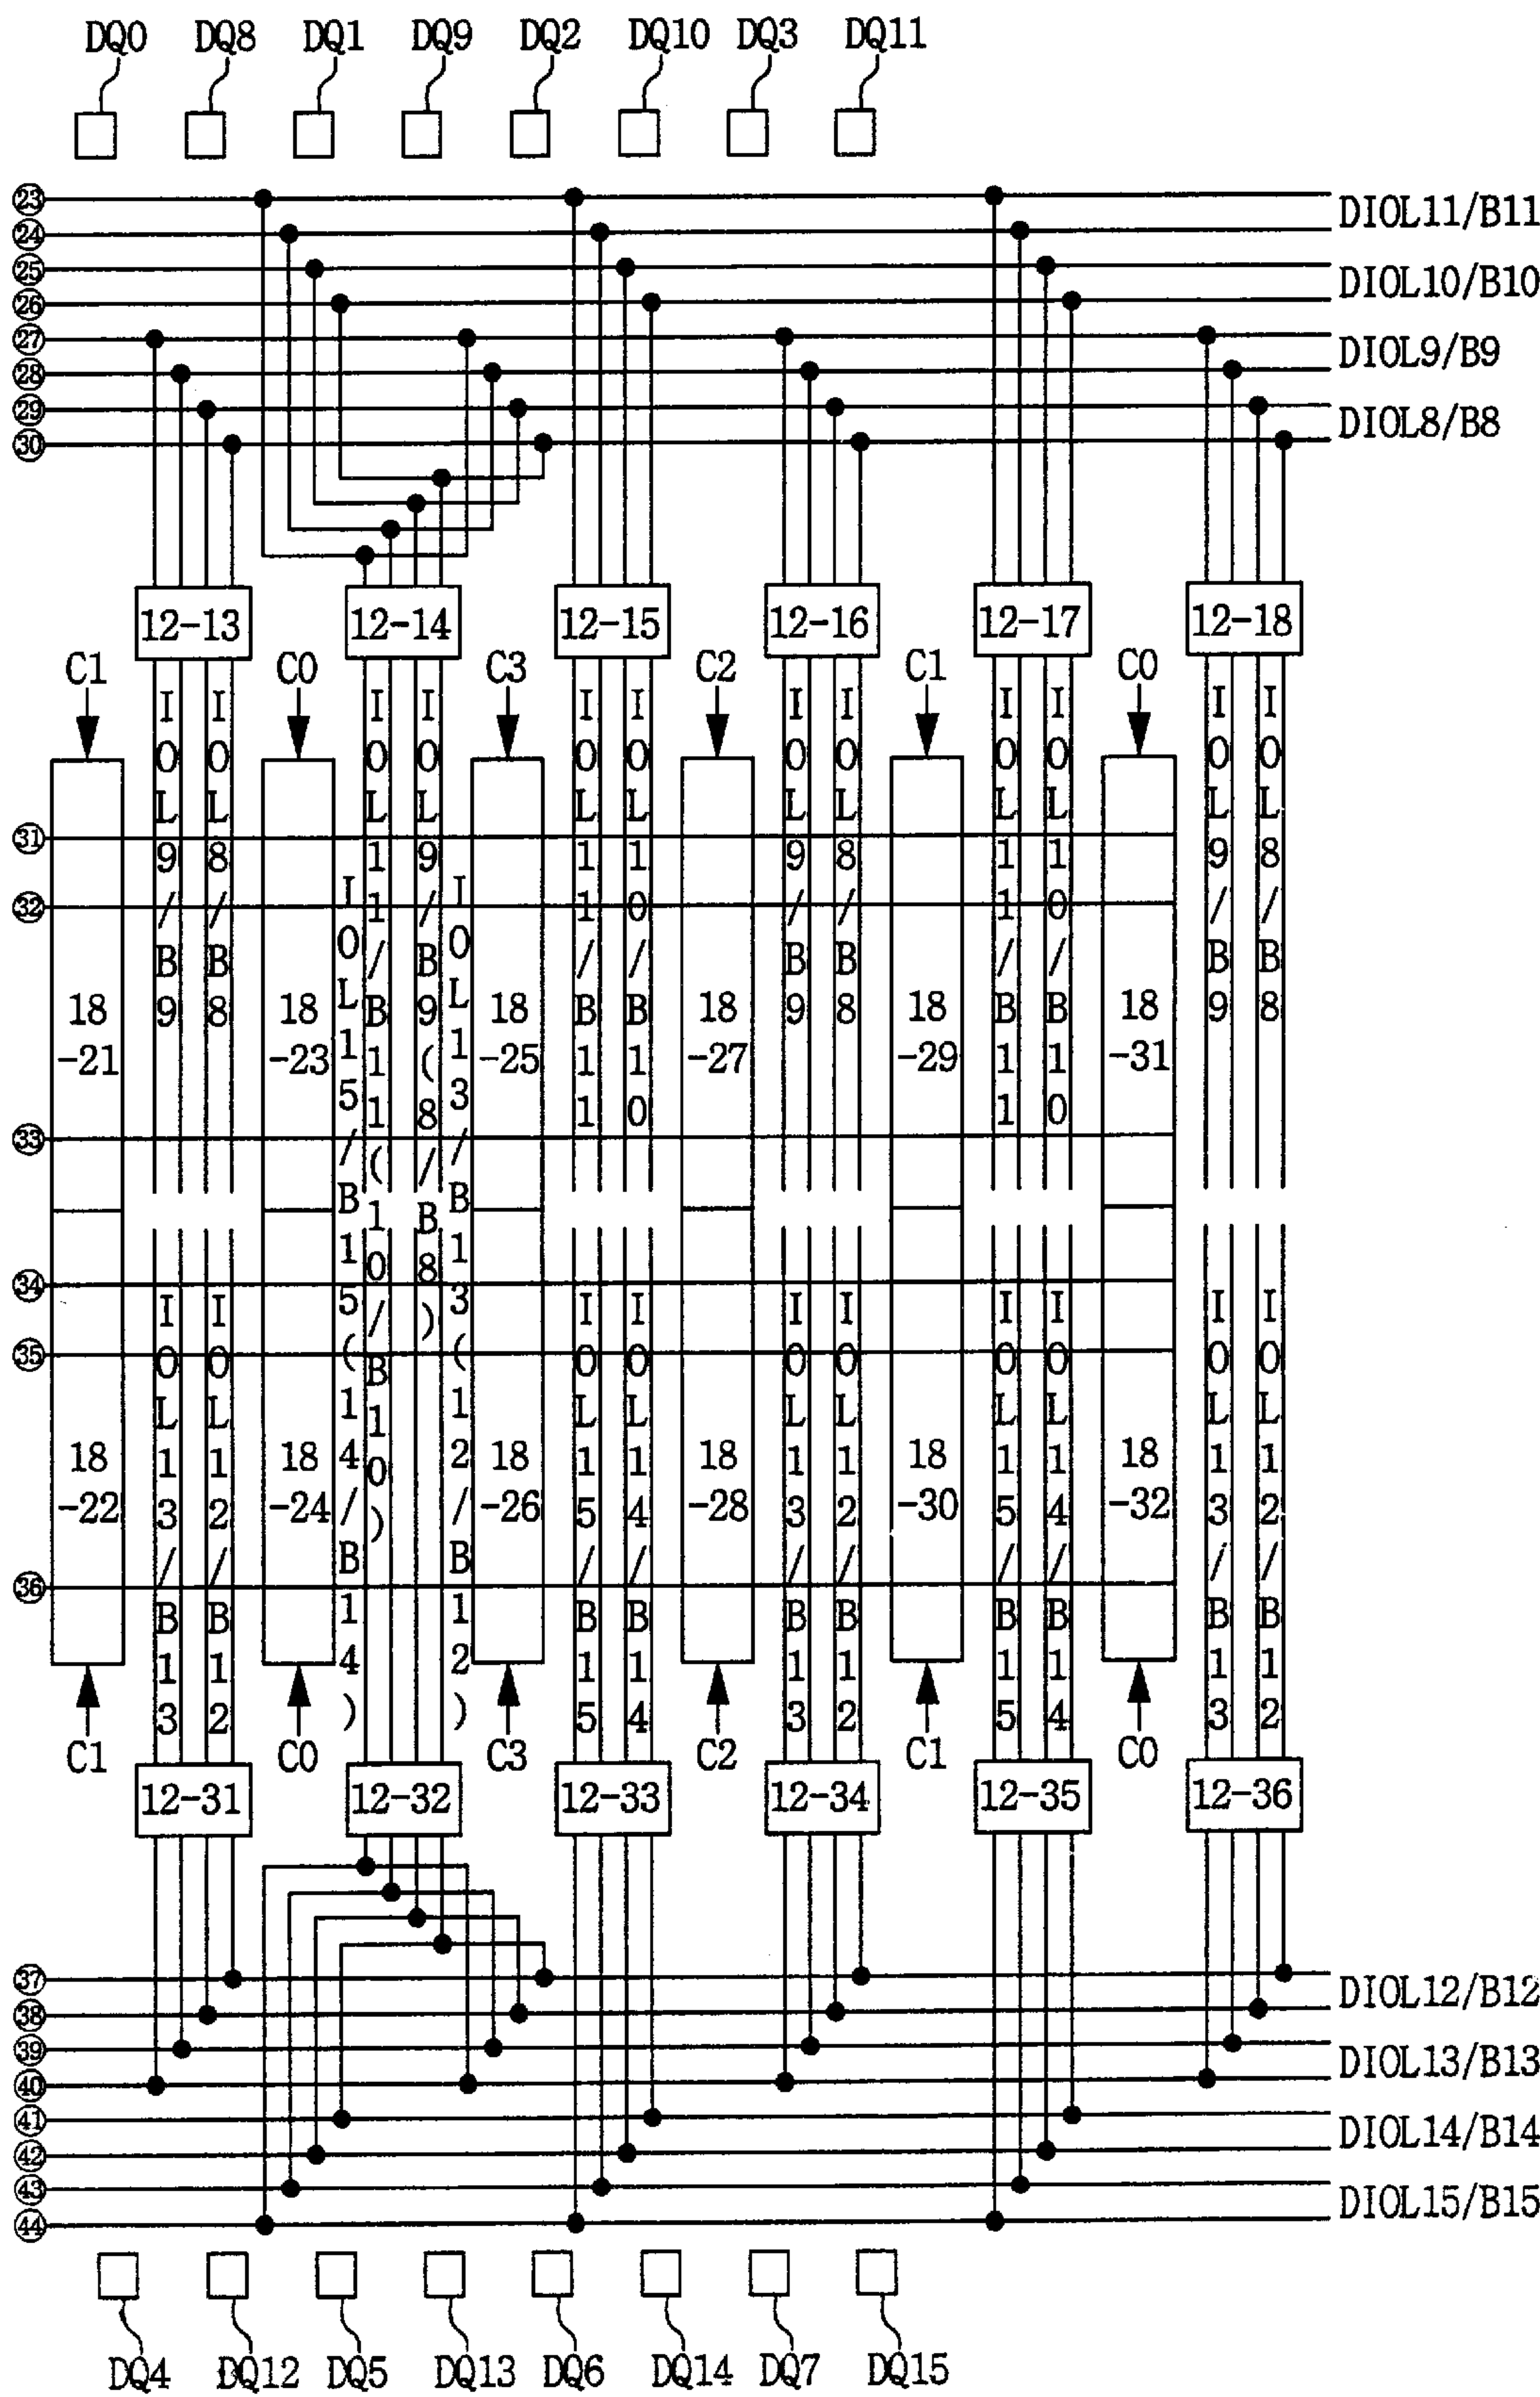 DQ0 DQ8 DQ1 DQ9 DQ2 DQ10 DQ3 DQ11
23
DIOL11/B11
24
25
DIOL10/B10
26
27
DIOL9/B9
28
29
DIOL8/B8
30
12-13 12-14 12-15 12-16 12-17 12-18
C1 C0 C3 C2 C1 C0
IOL9/B9
IOL8/B8
IOL11/B11(10/B10)
IOL9/B9(8/B8)
IOL11/B11
IOL10/B10
IOL9/B9
IOL8/B8
IOL11/B11
IOL10/B10
IOL9/B9
IOL8/B8
31
32
IOL15/B15(14/B14)
IOL13/B13(12/B12)
18 18 18 18 18 18
-21 -23 -25 -27 -29 -31
33
34
35
IOL13/B13
IOL12/B12
IOL15/B15
IOL14/B14
IOL13/B13
IOL12/B12
IOL15/B15
IOL14/B14
IOL13/B13
IOL12/B12
18 18 18 18 18 18
-22 -24 -26 -28 -30 -32
36
C1 C0 C3 C2 C1 C0
12-31 12-32 12-33 12-34 12-35 12-36
37
DIOL12/B12
38
39
DIOL13/B13
40
41
DIOL14/B14
42
43
DIOL15/B15
44
DQ4 DQ12 DQ5 DQ13 DQ6 DQ14 DQ7 DQ15